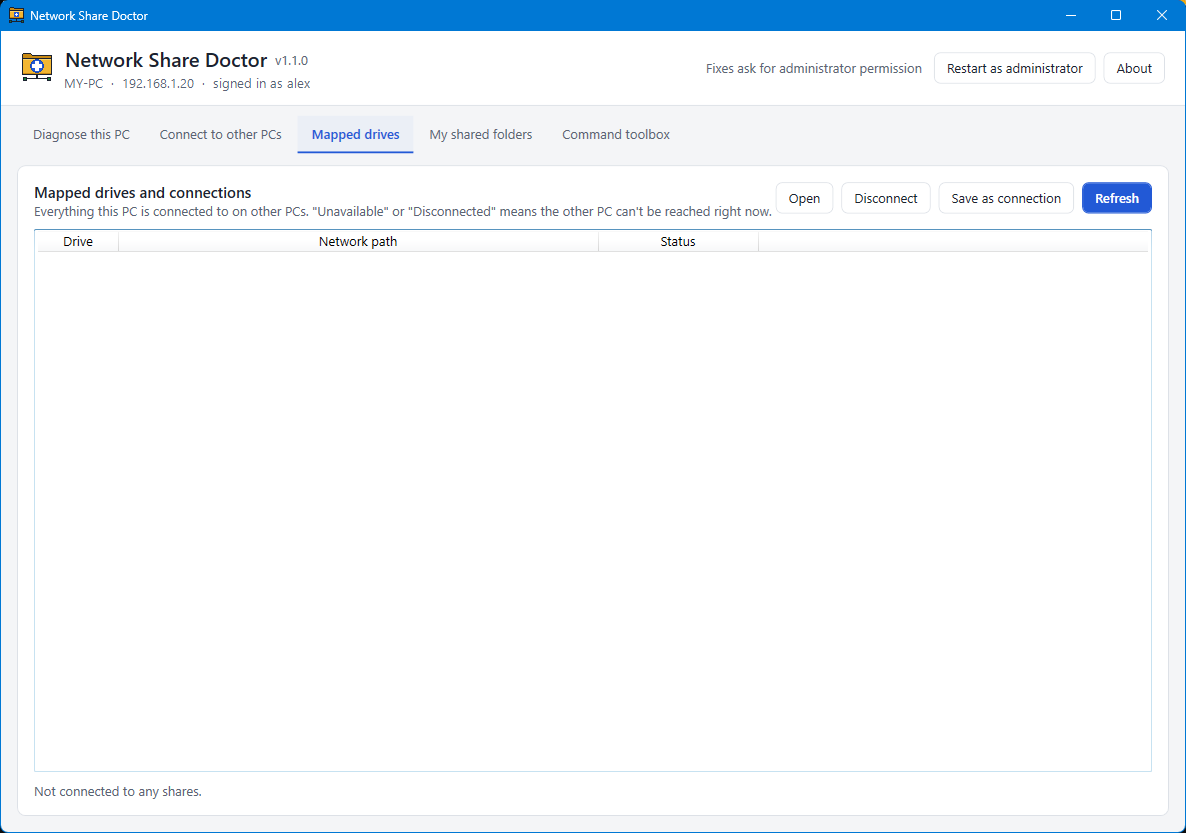 Network Share Doctor
Network Share Doctor v1.1.0
MY-PC · 192.168.1.20 · signed in as alex
Fixes ask for administrator permission
Restart as administrator
About
Diagnose this PC
Connect to other PCs
Mapped drives
My shared folders
Command toolbox
Mapped drives and connections
Everything this PC is connected to on other PCs. "Unavailable" or "Disconnected" means the other PC can't be reached right now.
Open
Disconnect
Save as connection
Refresh
Drive
Network path
Status
Not connected to any shares.